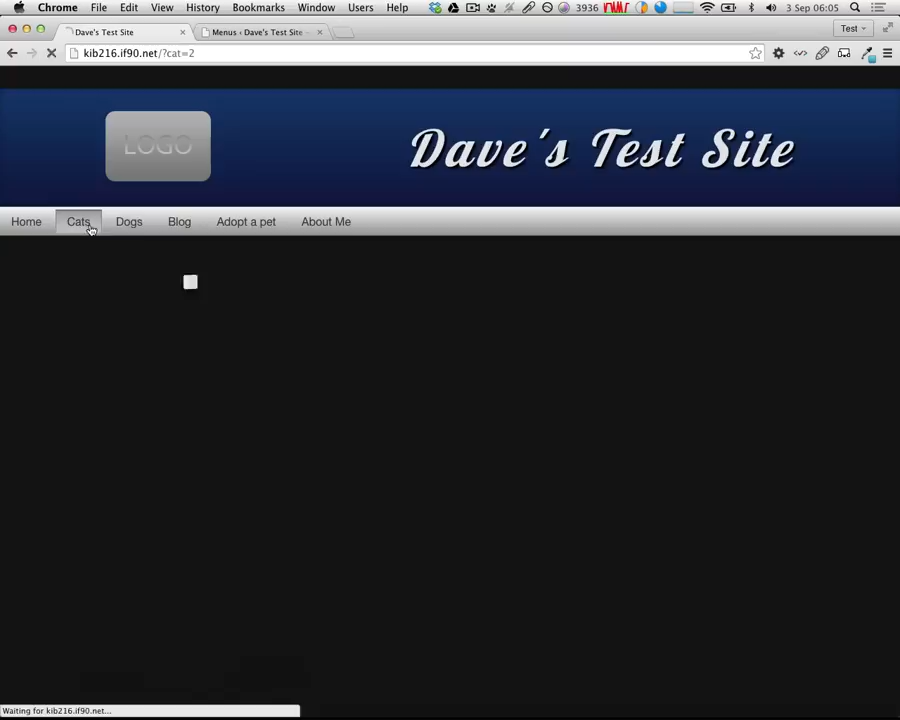 Chrome File Edit View History Bookmarks Window Users Help 3936 3 Sep 06:05
Dave's Test Site Menus ‹ Dave's Test Site – Test
kib216.if90.net/?cat=2
LOGO
Dave's Test Site
Home Cats Dogs Blog Adopt a pet About Me
Waiting for kib216.if90.net...